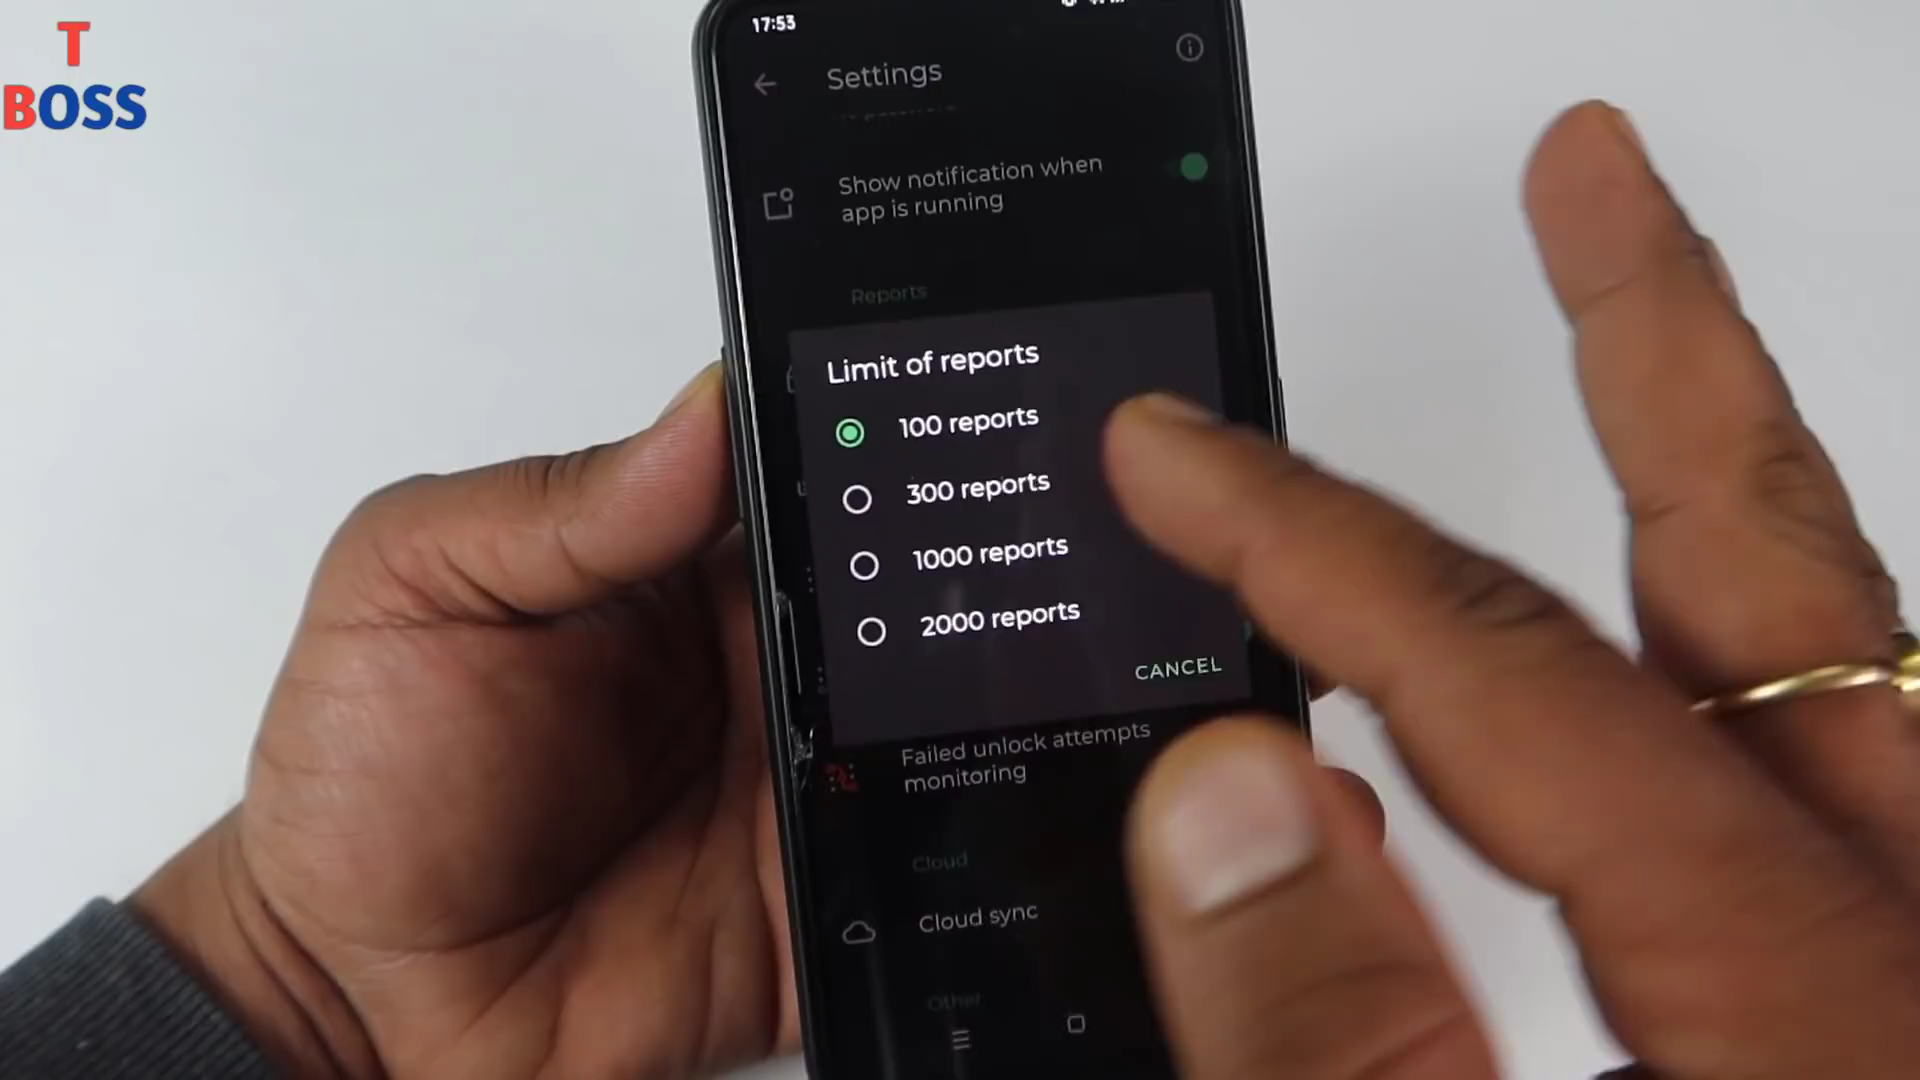 T
BOSS
17:53
Settings
Show notification when
app is running
Reports
Limit of reports
100 reports
300 reports
1000 reports
2000 reports
CANCEL
Failed unlock attempts
monitoring
Cloud
Cloud sync
Other